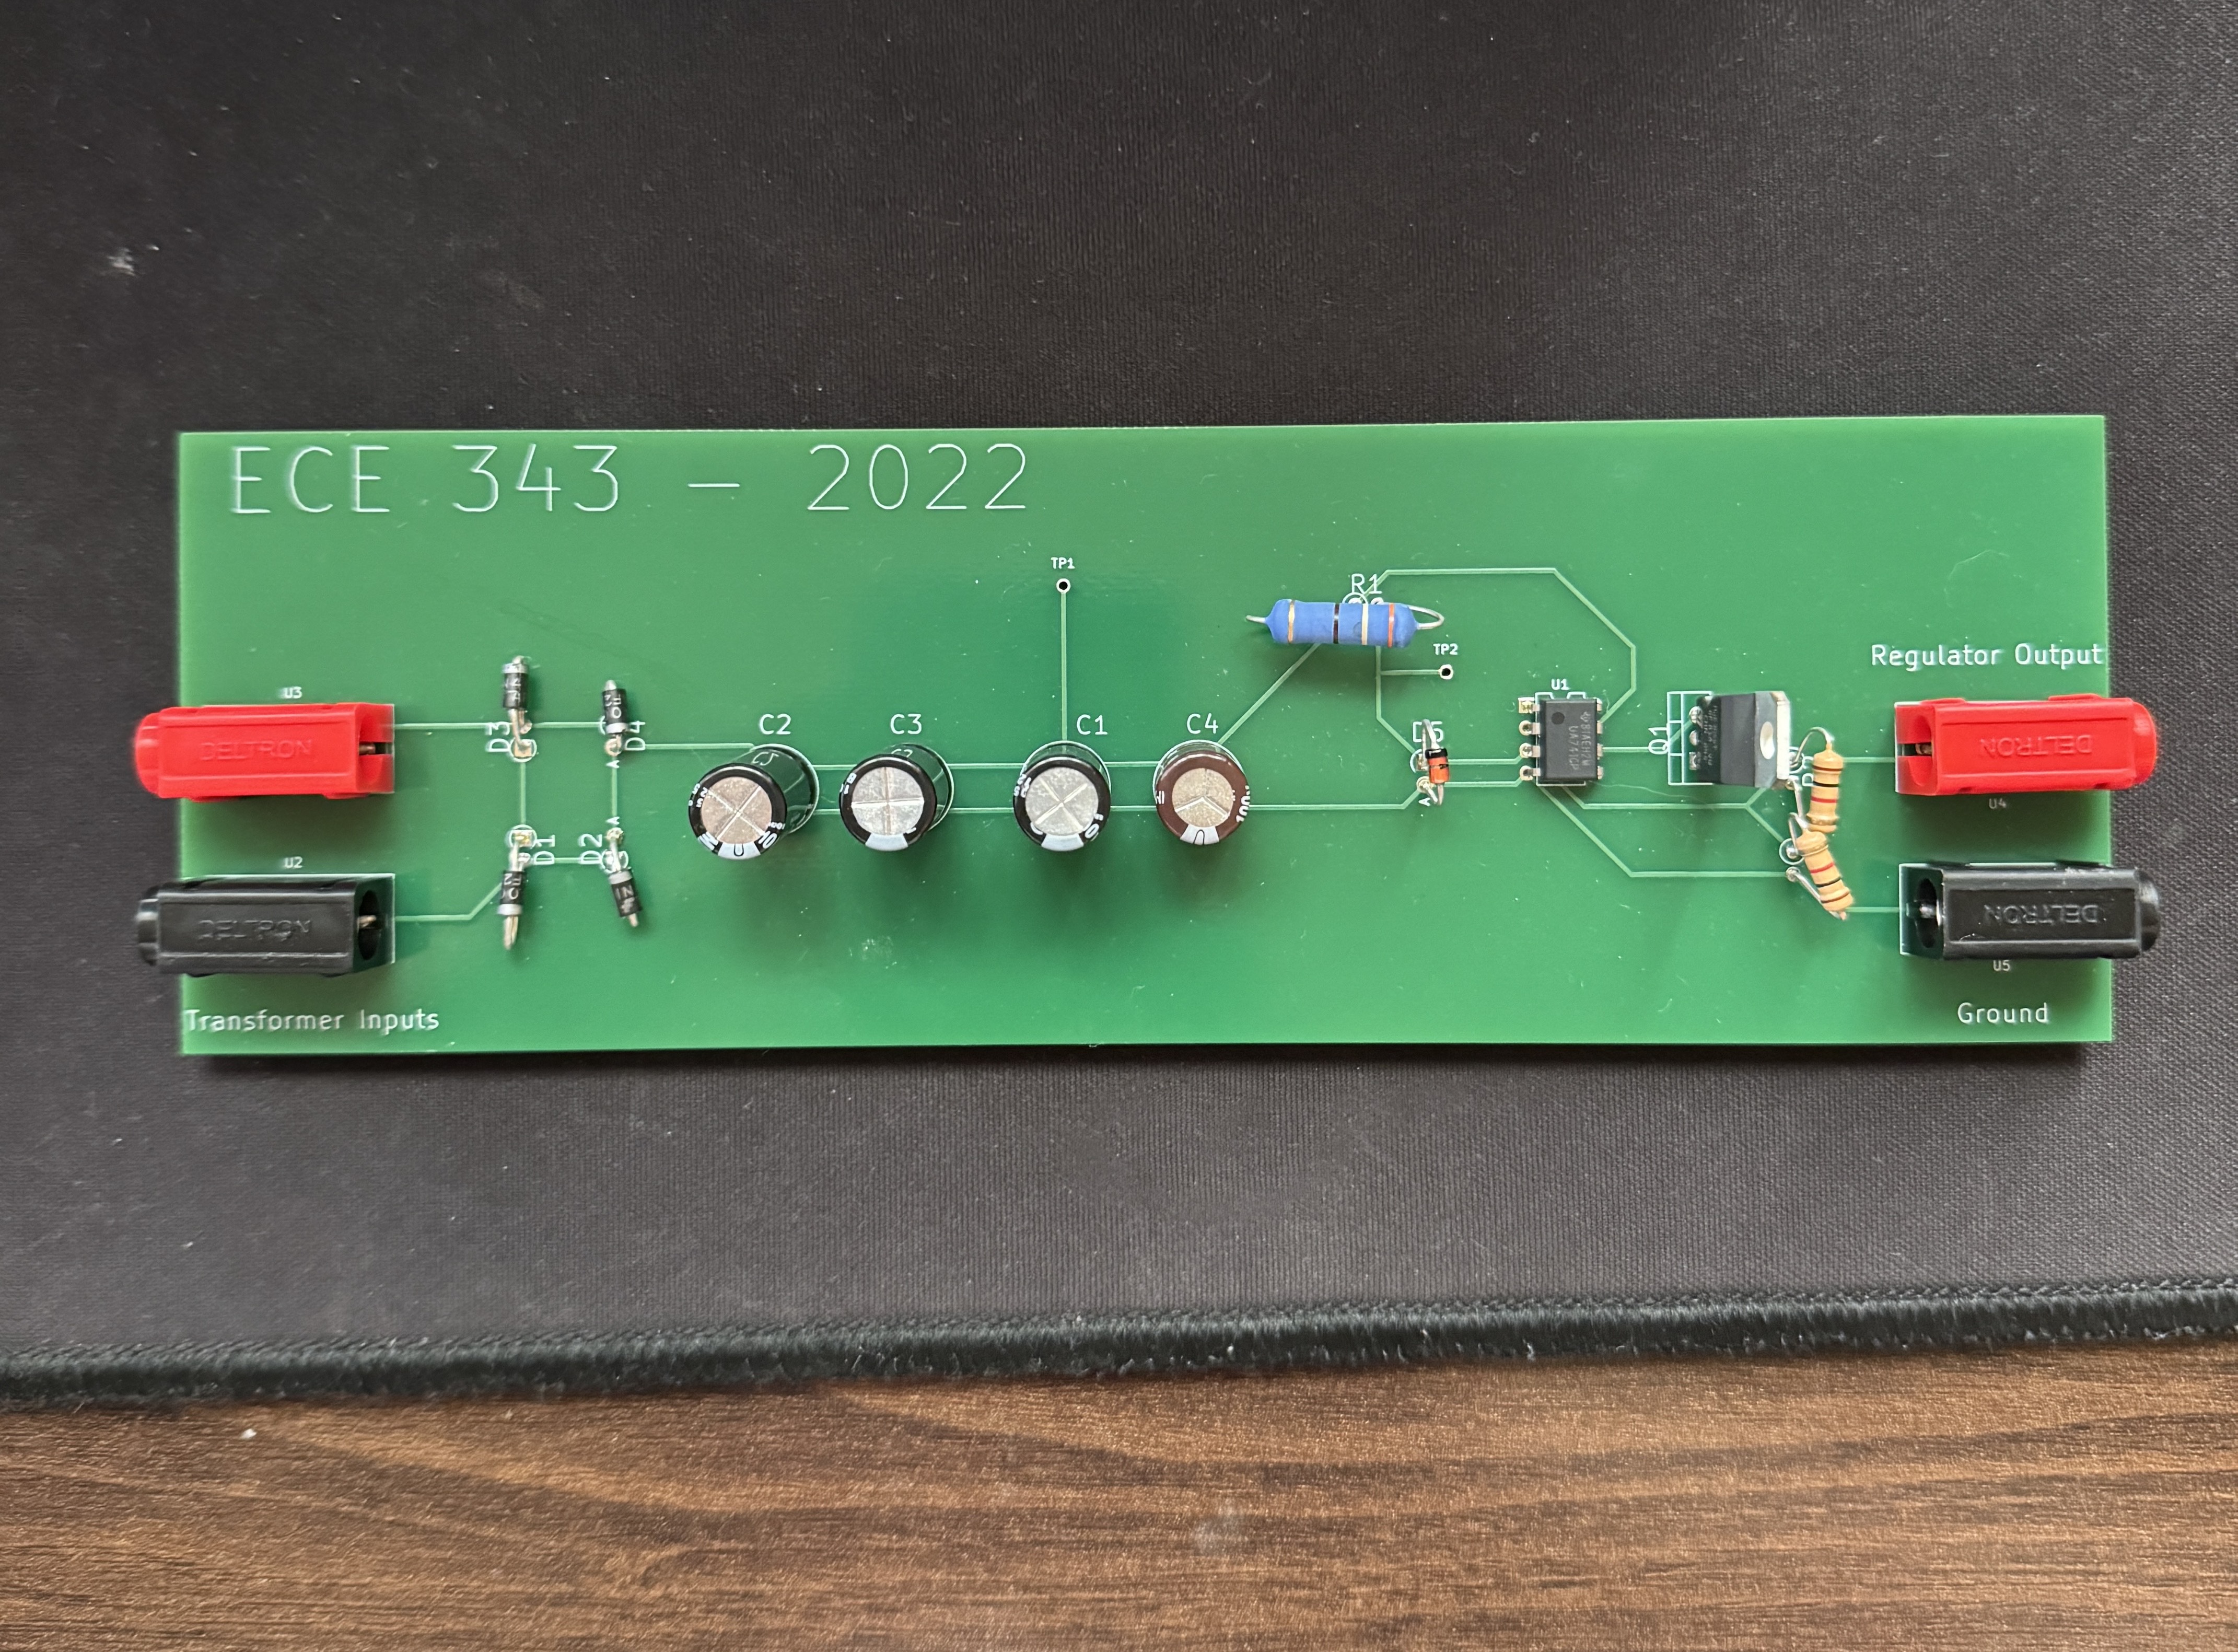 ECE 343 - 2022
TP1
R1
TP2
Regulator Output
U3
U1
D3
D4
C2
C3
C1
C4
D5
Q1
DELTRON
DELTRON
U4
A
A
A
D1
D2
U2
DELTRON
DELTRON
U5
Transformer Inputs
Ground